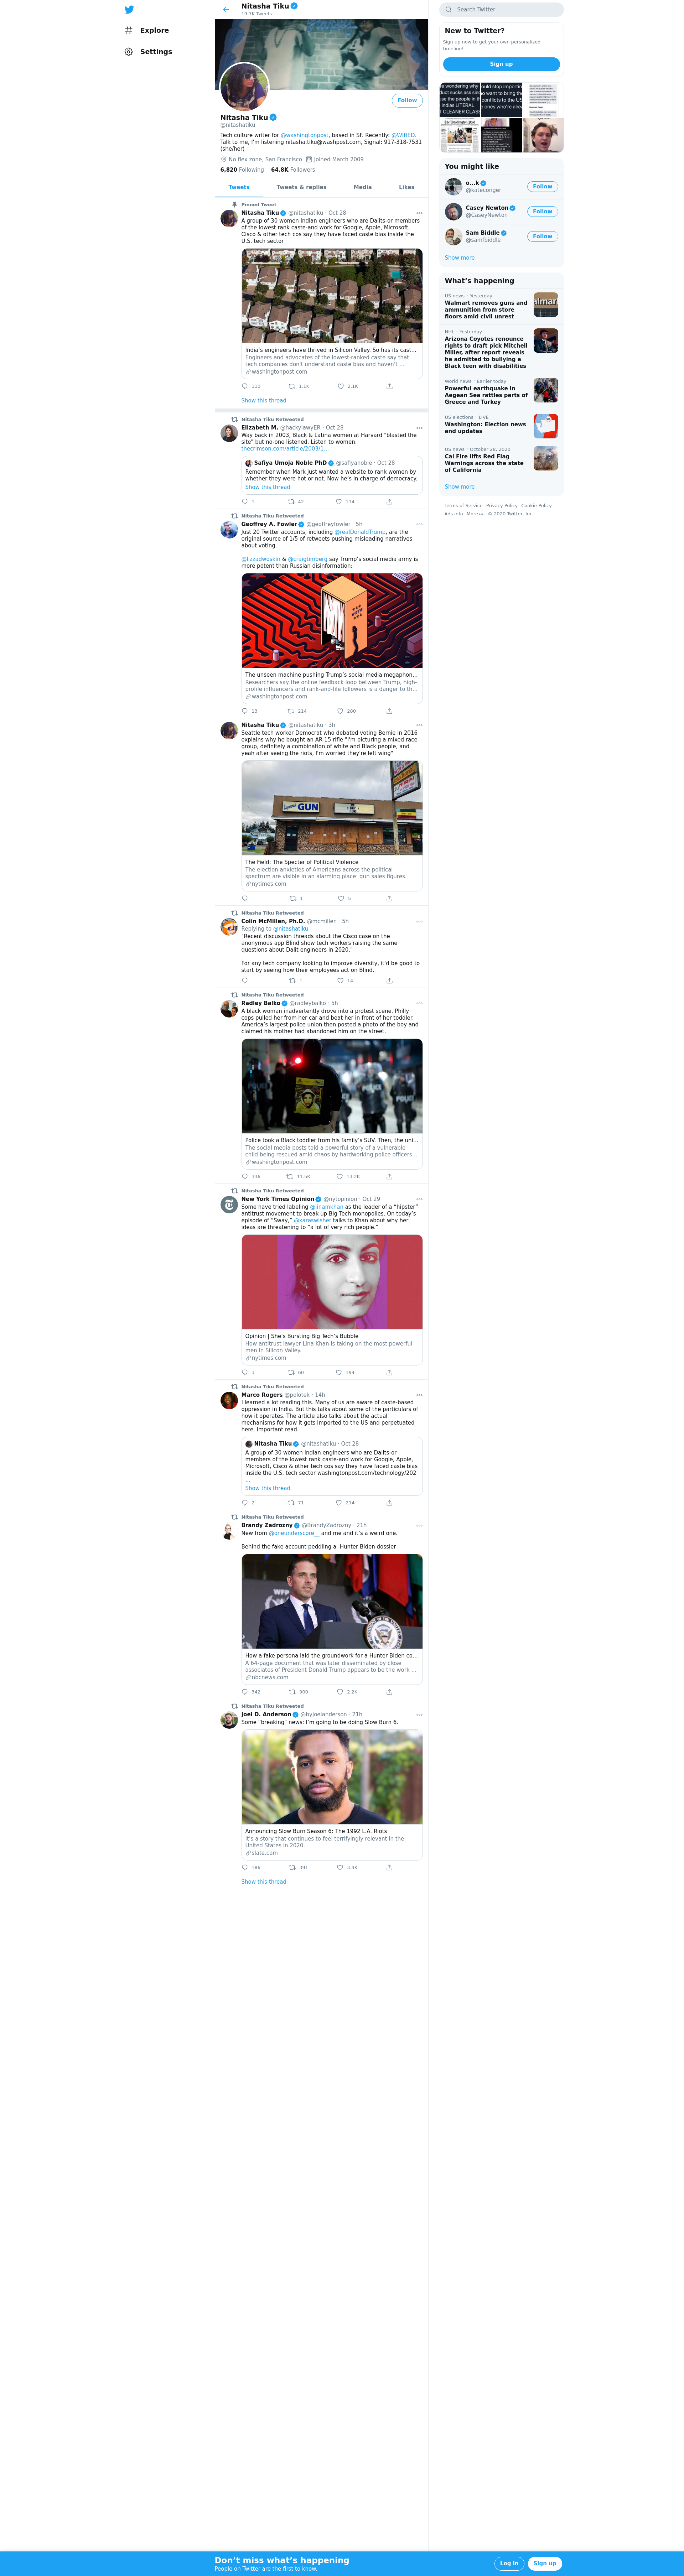 Explore
Settings
Nitasha Tiku
19.7K Tweets
Follow
Nitasha Tiku
@nitashatiku
Tech culture writer for @washingtonpost, based in SF. Recently: @WIRED.
Talk to me, I'm listening nitasha.tiku@washpost.com, Signal: 917-318-7531
(she/her)
No flex zone, San Francisco Joined March 2009
6,820 Following 64.8K Followers
Tweets Tweets & replies Media Likes
Pinned Tweet
Nitasha Tiku @nitashatiku · Oct 28
A group of 30 women Indian engineers who are Dalits-or members
of the lowest rank caste-and work for Google, Apple, Microsoft,
Cisco & other tech cos say they have faced caste bias inside the
U.S. tech sector
India's engineers have thrived in Silicon Valley. So has its cast...
Engineers and advocates of the lowest-ranked caste say that
tech companies don't understand caste bias and haven't ...
washingtonpost.com
110 1.1K 2.1K
Show this thread
Nitasha Tiku Retweeted
Elizabeth M. @hackylawyER · Oct 28
Way back in 2003, Black & Latina women at Harvard "blasted the
site" but no-one listened. Listen to women.
thecrimson.com/article/2003/1...
Safiya Umoja Noble PhD @safiyanoble · Oct 28
Remember when Mark just wanted a website to rank women by
whether they were hot or not. Now he's in charge of democracy.
Show this thread
1 42 114
Nitasha Tiku Retweeted
Geoffrey A. Fowler @geoffreyfowler · 5h
Just 20 Twitter accounts, including @realDonaldTrump, are the
original source of 1/5 of retweets pushing misleading narratives
about voting.
@lizzadwoskin & @craigtimberg say Trump's social media army is
more potent than Russian disinformation:
The unseen machine pushing Trump's social media megaphon...
Researchers say the online feedback loop between Trump, high-
profile influencers and rank-and-file followers is a danger to th...
washingtonpost.com
13 214 280
Nitasha Tiku @nitashatiku · 3h
Seattle tech worker Democrat who debated voting Bernie in 2016
explains why he bought an AR-15 rifle "I'm picturing a mixed race
group, definitely a combination of white and Black people, and
yeah after seeing the riots, I'm worried they're left wing"
GUN
The Field: The Specter of Political Violence
The election anxieties of Americans across the political
spectrum are visible in an alarming place: gun sales figures.
nytimes.com
1 5
Nitasha Tiku Retweeted
Colin McMillen, Ph.D. @mcmillen · 5h
Replying to @nitashatiku
"Recent discussion threads about the Cisco case on the
anonymous app Blind show tech workers raising the same
questions about Dalit engineers in 2020."
For any tech company looking to improve diversity, it'd be good to
start by seeing how their employees act on Blind.
1 14
Nitasha Tiku Retweeted
Radley Balko @radleybalko · 5h
A black woman inadvertently drove into a protest scene. Philly
cops pulled her from her car and beat her in front of her toddler.
America's largest police union then posted a photo of the boy and
claimed his mother had abandoned him on the street.
Police took a Black toddler from his family's SUV. Then, the uni...
The social media posts told a powerful story of a vulnerable
child being rescued amid chaos by hardworking police officers...
washingtonpost.com
336 11.5K 13.2K
Nitasha Tiku Retweeted
New York Times Opinion @nytopinion · Oct 29
Some have tried labeling @linamkhan as the leader of a "hipster"
antitrust movement to break up Big Tech monopolies. On today's
episode of "Sway," @karaswisher talks to Khan about why her
ideas are threatening to "a lot of very rich people."
Opinion | She's Bursting Big Tech's Bubble
How antitrust lawyer Lina Khan is taking on the most powerful
men in Silicon Valley.
nytimes.com
3 60 194
Nitasha Tiku Retweeted
Marco Rogers @polotek · 14h
I learned a lot reading this. Many of us are aware of caste-based
oppression in India. But this talks about some of the particulars of
how it operates. The article also talks about the actual
mechanisms for how it gets imported to the US and perpetuated
here. Important read.
Nitasha Tiku @nitashatiku · Oct 28
A group of 30 women Indian engineers who are Dalits-or
members of the lowest rank caste-and work for Google, Apple,
Microsoft, Cisco & other tech cos say they have faced caste bias
inside the U.S. tech sector washingtonpost.com/technology/202
...
Show this thread
2 71 214
Nitasha Tiku Retweeted
Brandy Zadrozny @BrandyZadrozny · 21h
New from @oneunderscore__ and me and it's a weird one.
Behind the fake account peddling a Hunter Biden dossier
How a fake persona laid the groundwork for a Hunter Biden co...
A 64-page document that was later disseminated by close
associates of President Donald Trump appears to be the work ...
nbcnews.com
342 900 2.2K
Nitasha Tiku Retweeted
Joel D. Anderson @byjoelanderson · 21h
Some "breaking" news: I'm going to be doing Slow Burn 6.
Announcing Slow Burn Season 6: The 1992 L.A. Riots
It's a story that continues to feel terrifyingly relevant in the
United States in 2020.
slate.com
186 391 3.4K
Show this thread
Search Twitter
New to Twitter?
Sign up now to get your own personalized
timeline!
Sign up
You might like
o...k
@kateconger
Follow
Casey Newton
@CaseyNewton
Follow
Sam Biddle
@samfbiddle
Follow
Show more
What's happening
US news · Yesterday
Walmart removes guns and
ammunition from store
floors amid civil unrest
NHL · Yesterday
Arizona Coyotes renounce
rights to draft pick Mitchell
Miller, after report reveals
he admitted to bullying a
Black teen with disabilities
World news · Earlier today
Powerful earthquake in
Aegean Sea rattles parts of
Greece and Turkey
US elections · LIVE
Washington: Election news
and updates
US news · October 28, 2020
Cal Fire lifts Red Flag
Warnings across the state
of California
Show more
Terms of Service Privacy Policy Cookie Policy
Ads info More © 2020 Twitter, Inc.
Don't miss what's happening
People on Twitter are the first to know.
Log in
Sign up